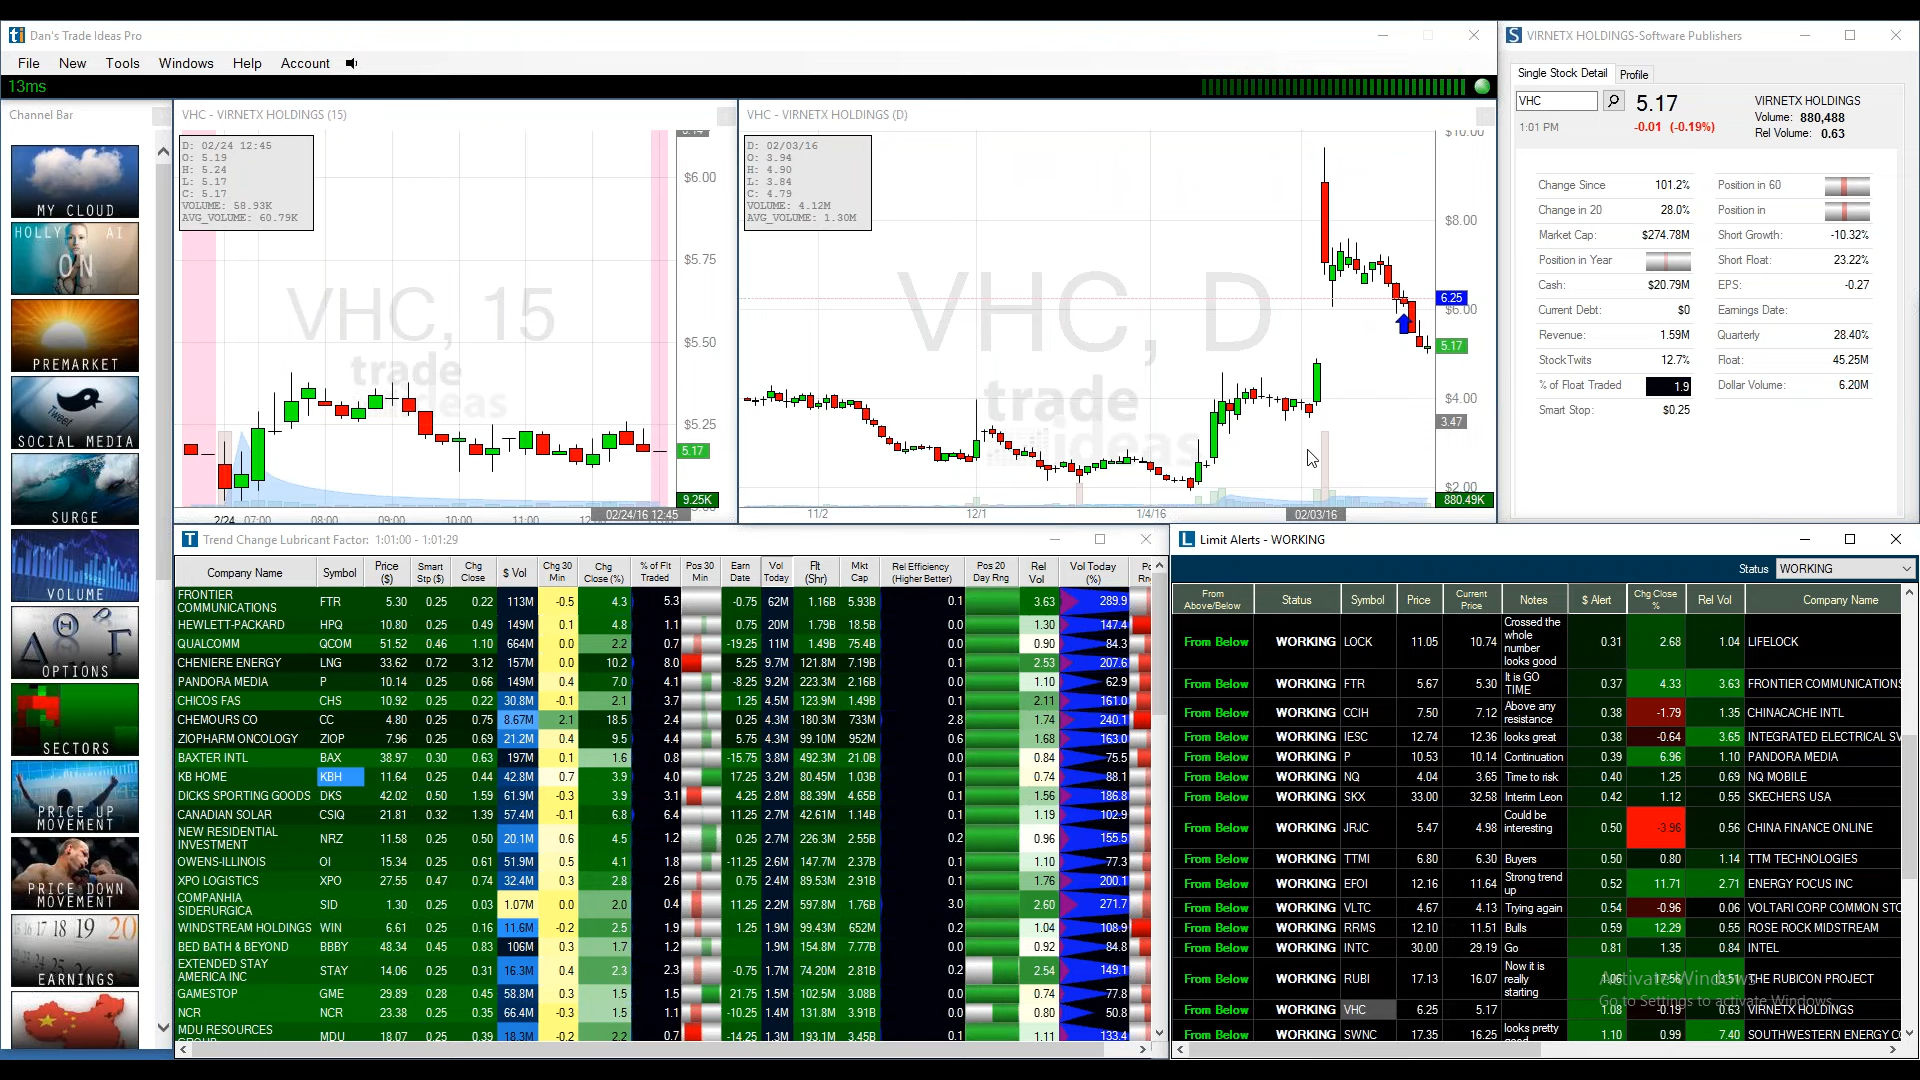 Dan's Trade Ideas Pro
File New Tools Windows Help Account
13ms
Channel Bar
MY CLOUD
HOLLY AI
ON
PREMARKET
Tweet
SOCIAL MEDIA
SURGE
VOLUME
Δ Θ Γ
OPTIONS
SECTORS
PRICE UP
MOVEMENT
PRICE DOWN
MOVEMENT
17 18 19 20
EARNINGS
VHC - VIRNETX HOLDINGS (15)
D: 02/24 12:45
O: 5.19
H: 5.24
L: 5.17
C: 5.17
VOLUME: 58.93K
AVG_VOLUME: 60.79K
VHC, 15
trade
ideas
$6.00
$5.75
$5.50
$5.25
5.17
9.25K
2/24 07:00 08:00 09:00 10:00 11:00 02/24/16 12:45
VHC - VIRNETX HOLDINGS (D)
D: 02/03/16
O: 3.94
H: 4.90
L: 3.84
C: 4.79
VOLUME: 4.12M
AVG_VOLUME: 1.30M
VHC, D
trade
ideas
$10.00
$8.00
6.25
$6.00
5.17
$4.00
3.47
$2.00
880.49K
11/2 12/1 1/4/16 02/03/16
VIRNETX HOLDINGS-Software Publishers
Single Stock Detail Profile
VHC 5.17 VIRNETX HOLDINGS
Volume: 880,488
1:01 PM -0.01 (-0.19%) Rel Volume: 0.63
Change Since 101.2% Position in 60
Change in 20 28.0% Position in
Market Cap: $274.78M Short Growth: -10.32%
Position in Year Short Float: 23.22%
Cash: $20.79M EPS: -0.27
Current Debt: $0 Earnings Date:
Revenue: 1.59M Quarterly 28.40%
StockTwits 12.7% Float: 45.25M
% of Float Traded 1.9 Dollar Volume: 6.20M
Smart Stop: $0.25
Trend Change Lubricant Factor: 1:01:00 - 1:01:29
Company Name Symbol Price ($) Smart Stp ($) Chg Close $ Vol Chg 30 Min Chg Close (%) % of Flt Traded Pos 30 Min Earn Date Vol Today Flt (Shr) Mkt Cap Rel Efficiency (Higher Better) Pos 20 Day Rng Rel Vol Vol Today (%)
FRONTIER COMMUNICATIONS FTR 5.30 0.25 0.22 113M -0.5 4.3 5.3 -0.75 62M 1.16B 5.93B 0.1 3.63 289.9
HEWLETT-PACKARD HPQ 10.80 0.25 0.49 149M 0.1 4.8 1.1 0.75 20M 1.79B 18.5B 0.0 1.30 147.4
QUALCOMM QCOM 51.52 0.46 1.10 664M 0.0 2.2 0.7 -19.25 11M 1.49B 75.4B 0.0 0.90 84.3
CHENIERE ENERGY LNG 33.62 0.72 3.12 157M 0.0 10.2 8.0 5.25 9.7M 121.8M 7.19B 0.1 2.53 207.6
PANDORA MEDIA P 10.14 0.25 0.66 149M 0.4 7.0 4.1 -8.25 9.2M 223.3M 2.16B 0.1 1.10 62.9
CHICOS FAS CHS 10.92 0.25 0.22 30.8M -0.1 2.1 3.7 1.25 4.5M 123.9M 1.49B 0.1 2.11 161.0
CHEMOURS CO CC 4.80 0.25 0.75 8.67M 2.1 18.5 2.4 0.25 4.3M 180.3M 733M 2.8 1.74 240.1
ZIOPHARM ONCOLOGY ZIOP 7.96 0.25 0.69 21.2M 0.4 9.5 4.4 5.75 4.3M 99.10M 952M 0.6 1.68 163.0
BAXTER INTL BAX 38.97 0.30 0.63 197M 0.1 1.6 0.8 -15.75 3.8M 492.3M 21.0B 0.0 0.84 75.5
KB HOME KBH 11.64 0.25 0.44 42.8M 0.7 3.9 4.0 17.25 3.2M 80.45M 1.03B 0.1 0.74 88.1
DICKS SPORTING GOODS DKS 42.02 0.50 1.59 61.9M -0.3 3.9 3.1 4.25 2.8M 88.39M 4.65B 0.1 1.56 186.8
CANADIAN SOLAR CSIQ 21.81 0.32 1.39 57.4M -0.1 6.8 6.4 11.25 2.7M 42.61M 1.14B 0.1 1.19 102.9
NEW RESIDENTIAL INVESTMENT NRZ 11.58 0.25 0.50 20.1M 0.6 4.5 1.2 0.25 2.7M 226.3M 2.55B 0.2 0.96 155.5
OWENS-ILLINOIS OI 15.34 0.25 0.61 51.9M 0.5 4.1 1.8 -11.25 2.6M 147.7M 2.37B 0.1 1.10 77.3
XPO LOGISTICS XPO 27.55 0.47 0.74 32.4M 0.3 2.8 2.6 0.75 2.4M 89.53M 2.91B 0.1 1.76 200.1
COMPANHIA SIDERURGICA SID 1.30 0.25 0.03 1.07M 0.0 2.0 0.4 11.25 2.2M 597.8M 1.76B 3.0 2.60 271.7
WINDSTREAM HOLDINGS WIN 6.61 0.25 0.16 11.6M -0.2 2.5 1.9 1.25 1.9M 99.43M 652M 0.2 1.04 108.9
BED BATH & BEYOND BBBY 48.34 0.45 0.83 106M 0.3 1.7 1.2 1.9M 154.8M 7.77B 0.0 0.92 84.8
EXTENDED STAY AMERICA INC STAY 14.06 0.25 0.31 16.3M 0.4 2.3 2.3 -0.75 1.7M 74.20M 2.81B 0.2 2.54 149.1
GAMESTOP GME 29.89 0.28 0.45 58.8M 0.3 1.5 1.5 21.75 1.5M 102.5M 3.08B 0.0 0.74 77.8
NCR NCR 23.38 0.25 0.35 66.4M -0.3 1.5 1.1 -10.25 1.4M 131.8M 3.91B 0.0 0.80 50.8
MDU RESOURCES MDU 18.07 0.25 0.39 18.3M -0.2 2.2 0.7 -14.25 1.3M 193.1M 3.45B 0.1 1.11 133.4
Limit Alerts - WORKING
Status WORKING
From Above/Below Status Symbol Price Current Price Notes $ Alert Chg Close % Rel Vol Company Name
From Below WORKING LOCK 11.05 10.74 Crossed the whole number looks good 0.31 2.68 1.04 LIFELOCK
From Below WORKING FTR 5.67 5.30 It is GO TIME 0.37 4.33 3.63 FRONTIER COMMUNICATIONS
From Below WORKING CCIH 7.50 7.12 Above any resistance 0.38 -1.79 1.35 CHINACACHE INTL
From Below WORKING IESC 12.74 12.36 looks great 0.38 -0.64 3.65 INTEGRATED ELECTRICAL SV
From Below WORKING P 10.53 10.14 Continuation 0.39 6.96 1.10 PANDORA MEDIA
From Below WORKING NQ 4.04 3.65 Time to risk 0.40 1.25 0.69 NQ MOBILE
From Below WORKING SKX 33.00 32.58 Interim Leon 0.42 1.12 0.55 SKECHERS USA
From Below WORKING JRJC 5.47 4.98 Could be interesting 0.50 -3.96 0.56 CHINA FINANCE ONLINE
From Below WORKING TTMI 6.80 6.30 Buyers 0.50 0.80 1.14 TTM TECHNOLOGIES
From Below WORKING EFOI 12.16 11.64 Strong trend up 0.52 11.71 2.71 ENERGY FOCUS INC
From Below WORKING VLTC 4.67 4.13 Trying again 0.54 -0.96 0.06 VOLTARI CORP COMMON STO
From Below WORKING RRMS 12.10 11.51 Bulls 0.59 12.29 0.55 ROSE ROCK MIDSTREAM
From Below WORKING INTC 30.00 29.19 Go 0.81 1.35 0.84 INTEL
From Below WORKING RUBI 17.13 16.07 Now it is really starting 1.06 17.56 3.51 THE RUBICON PROJECT
From Below WORKING VHC 6.25 5.17 1.08 -0.19 0.63 VIRNETX HOLDINGS
From Below WORKING SWNC 17.35 16.25 looks pretty 1.10 0.99 7.40 SOUTHWESTERN ENERGY CO
Activate Windows
Go to Settings to activate Windows.